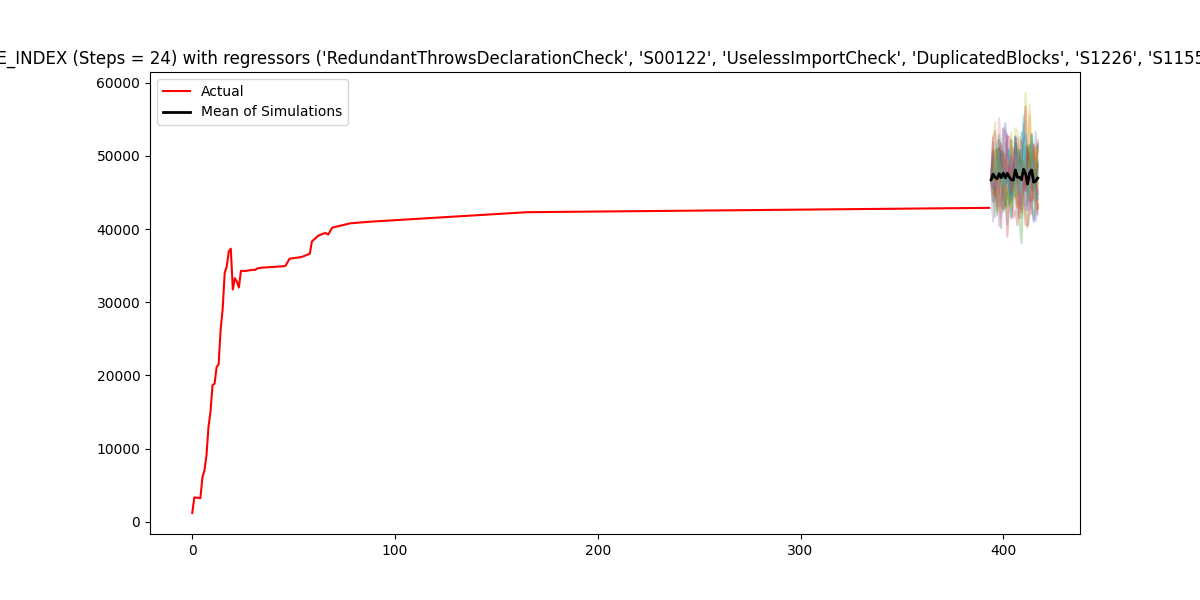 E_INDEX (Steps = 24) with regressors ('RedundantThrowsDeclarationCheck', 'S00122', 'UselessImportCheck', 'DuplicatedBlocks', 'S1226', 'S1155
Actual
Mean of Simulations
60000
50000
40000
30000
20000
10000
0
0 100 200 300 400